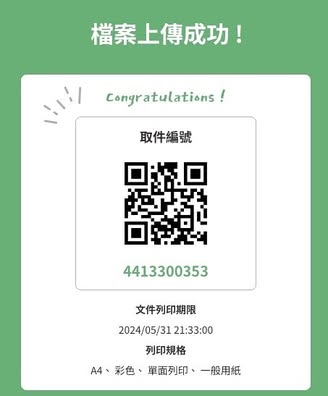 檔案上傳成功！
Congratulations！
取件編號
4413300353
文件列印期限
2024/05/31 21:33:00
列印規格
A4、 彩色、 單面列印、 一般用紙